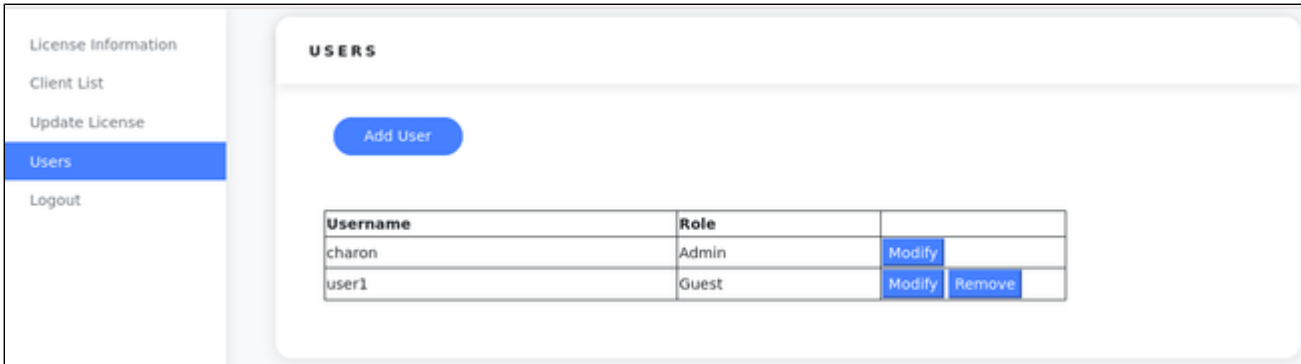 License Information
Client List
Update License
Users
Logout
USERS
Add User
Username Role
charon Admin Modify
user1 Guest Modify Remove